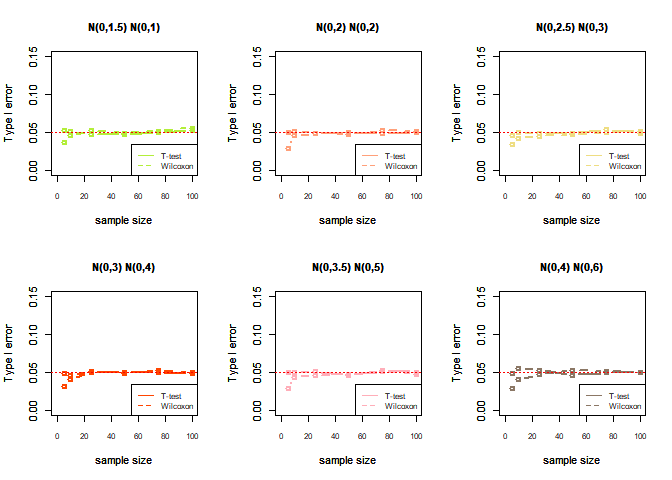 N(0,1.5) N(0,1)
Type I error
0.00 0.05 0.10 0.15
T-test
Wilcoxon
0 20 40 60 80 100
sample size
N(0,2) N(0,2)
Type I error
0.00 0.05 0.10 0.15
T-test
Wilcoxon
0 20 40 60 80 100
sample size
N(0,2.5) N(0,3)
Type I error
0.00 0.05 0.10 0.15
T-test
Wilcoxon
0 20 40 60 80 100
sample size
N(0,3) N(0,4)
Type I error
0.00 0.05 0.10 0.15
T-test
Wilcoxon
0 20 40 60 80 100
sample size
N(0,3.5) N(0,5)
Type I error
0.00 0.05 0.10 0.15
T-test
Wilcoxon
0 20 40 60 80 100
sample size
N(0,4) N(0,6)
Type I error
0.00 0.05 0.10 0.15
T-test
Wilcoxon
0 20 40 60 80 100
sample size